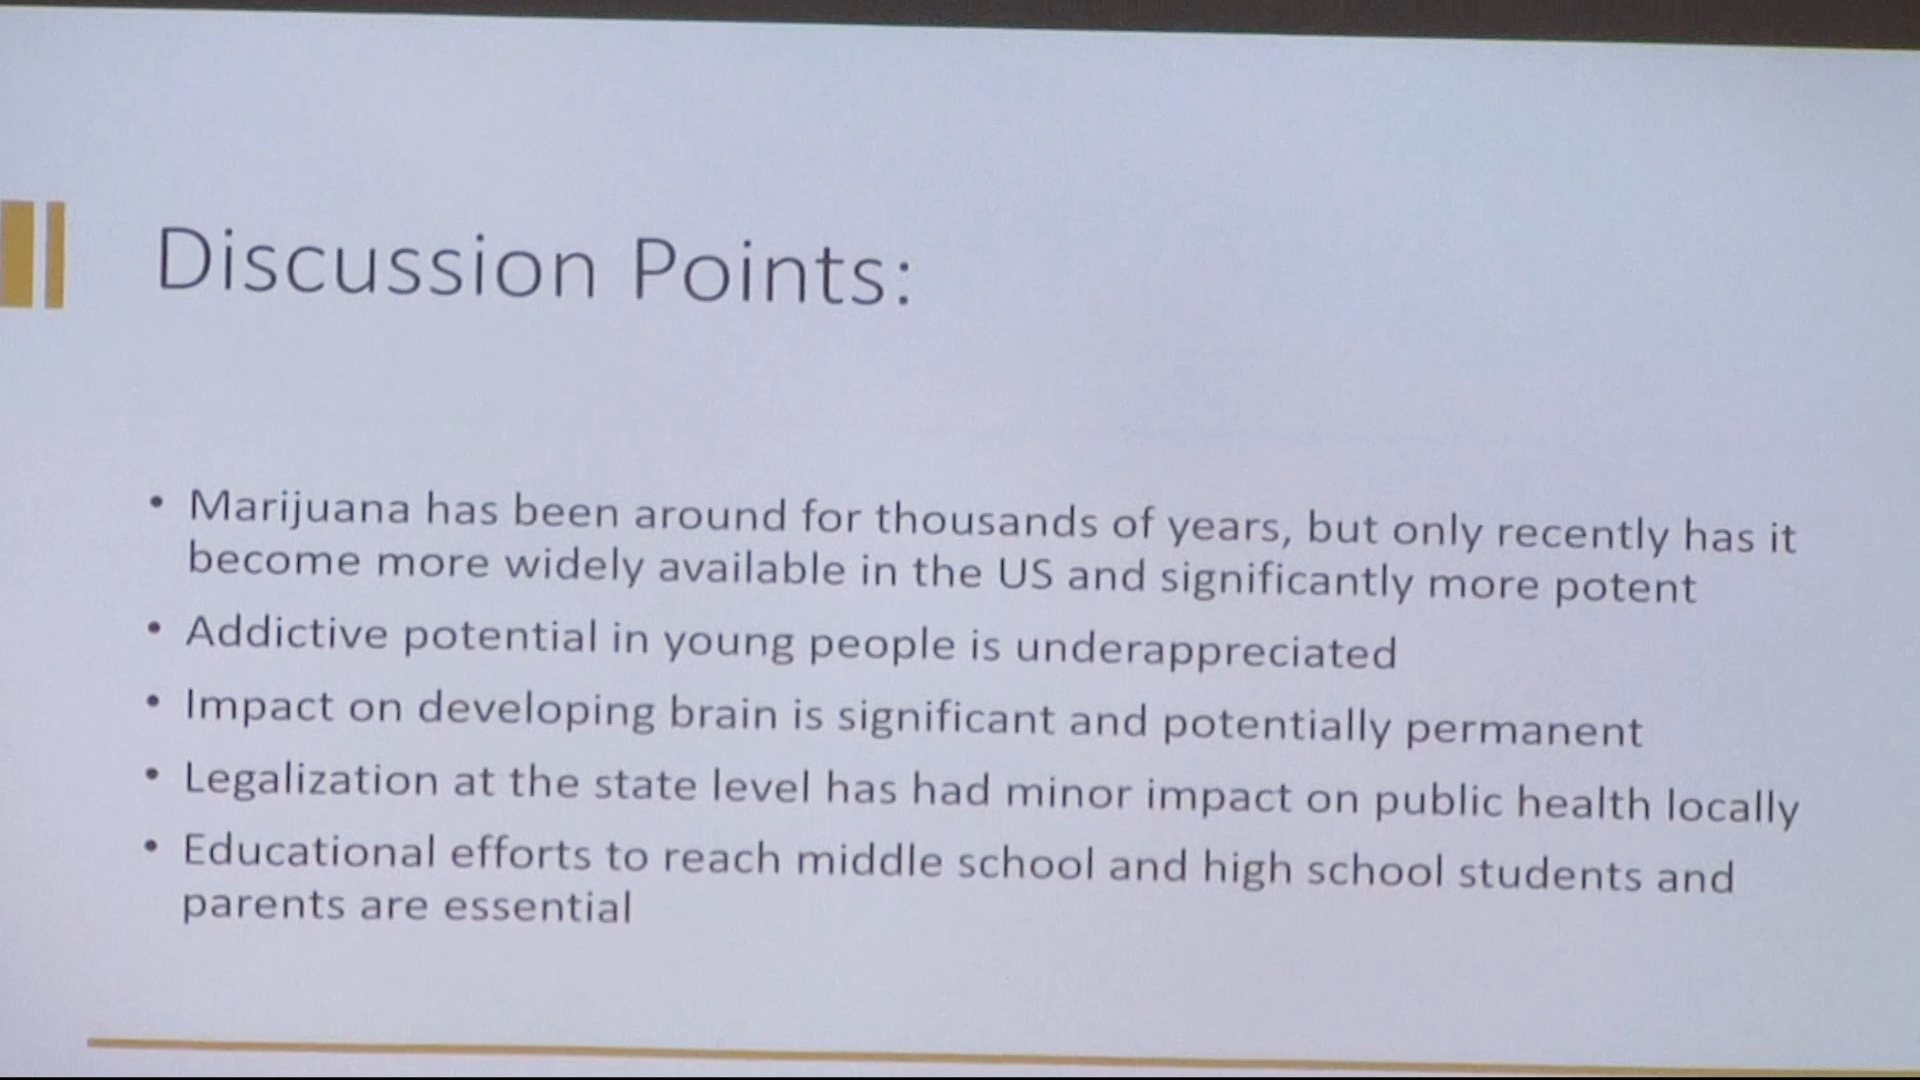 Discussion Points:
• Marijuana has been around for thousands of years, but only recently has it
become more widely available in the US and significantly more potent
• Addictive potential in young people is underappreciated
• Impact on developing brain is significant and potentially permanent
• Legalization at the state level has had minor impact on public health locally
• Educational efforts to reach middle school and high school students and
parents are essential